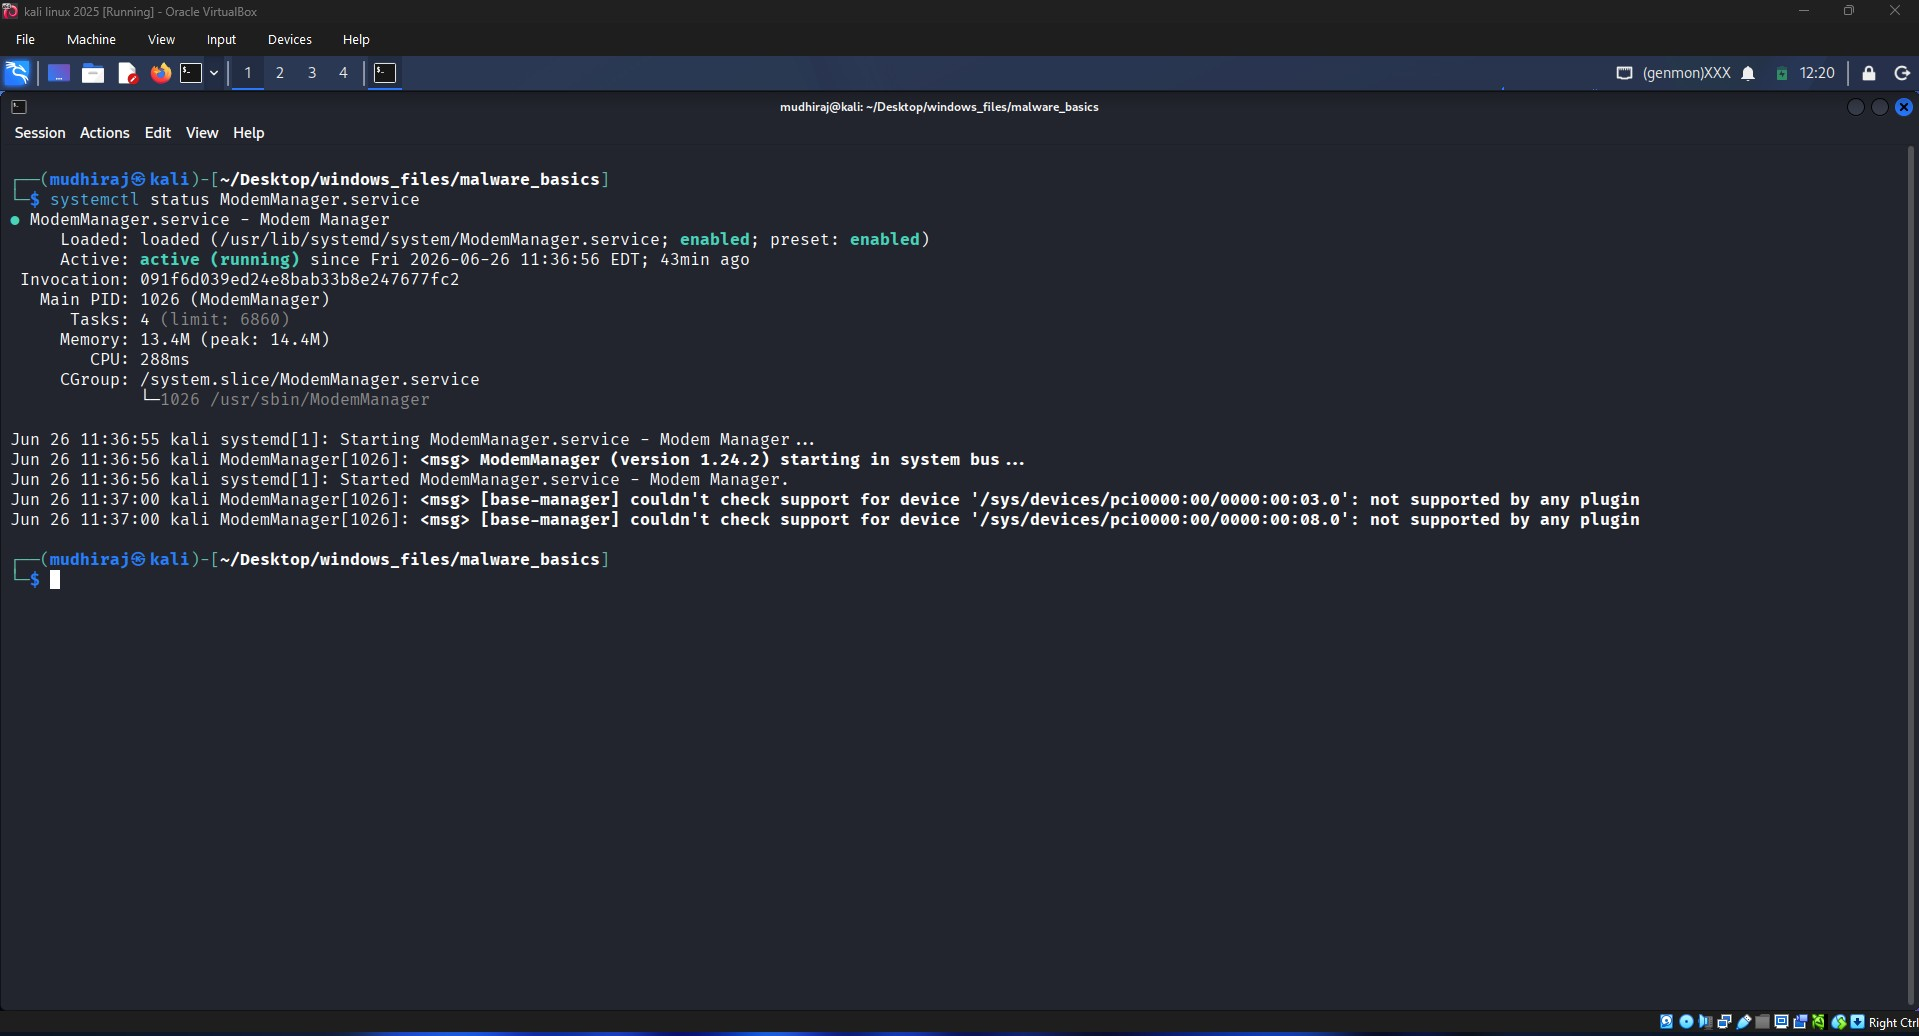 kali linux 2025 [Running] - Oracle VirtualBox
File Machine View Input Devices Help
1 2 3 4 (genmon)XXX 12:20
mudhiraj@kali: ~/Desktop/windows_files/malware_basics
Session Actions Edit View Help
┌──(mudhiraj㉿kali)-[~/Desktop/windows_files/malware_basics]
└─$ systemctl status ModemManager.service
● ModemManager.service - Modem Manager
Loaded: loaded (/usr/lib/systemd/system/ModemManager.service; enabled; preset: enabled)
Active: active (running) since Fri 2026-06-26 11:36:56 EDT; 43min ago
Invocation: 091f6d039ed24e8bab33b8e247677fc2
Main PID: 1026 (ModemManager)
Tasks: 4 (limit: 6860)
Memory: 13.4M (peak: 14.4M)
CPU: 288ms
CGroup: /system.slice/ModemManager.service
└─1026 /usr/sbin/ModemManager
Jun 26 11:36:55 kali systemd[1]: Starting ModemManager.service - Modem Manager...
Jun 26 11:36:56 kali ModemManager[1026]: <msg> ModemManager (version 1.24.2) starting in system bus...
Jun 26 11:36:56 kali systemd[1]: Started ModemManager.service - Modem Manager.
Jun 26 11:37:00 kali ModemManager[1026]: <msg> [base-manager] couldn't check support for device '/sys/devices/pci0000:00/0000:00:03.0': not supported by any plugin
Jun 26 11:37:00 kali ModemManager[1026]: <msg> [base-manager] couldn't check support for device '/sys/devices/pci0000:00/0000:00:08.0': not supported by any plugin
┌──(mudhiraj㉿kali)-[~/Desktop/windows_files/malware_basics]
└─$
Right Ctrl